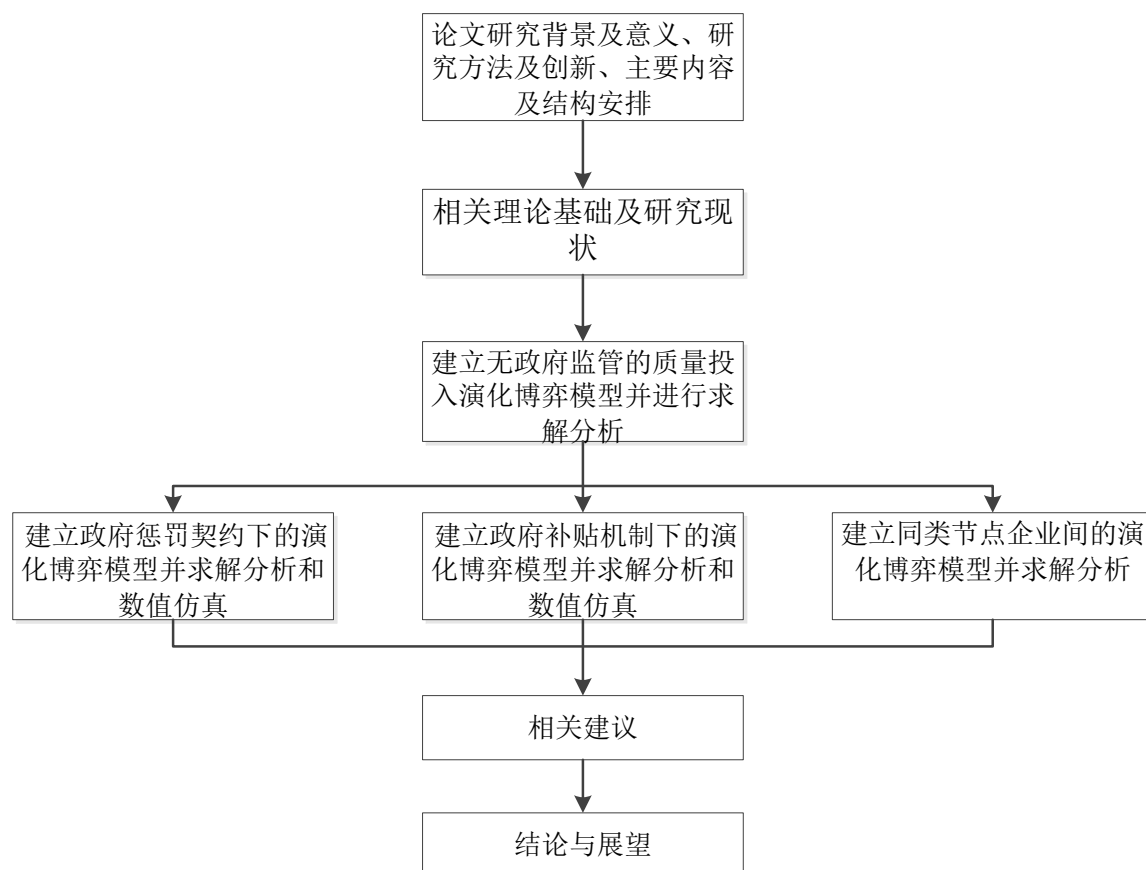 论文研究背景及意义、研
究方法及创新、主要内容
及结构安排
相关理论基础及研究现
状
建立无政府监管的质量投
入演化博弈模型并进行求
解分析
建立政府惩罚契约下的演
化博弈模型并求解分析和
数值仿真
建立政府补贴机制下的演
化博弈模型并求解分析和
数值仿真
建立同类节点企业间的演
化博弈模型并求解分析
相关建议
结论与展望